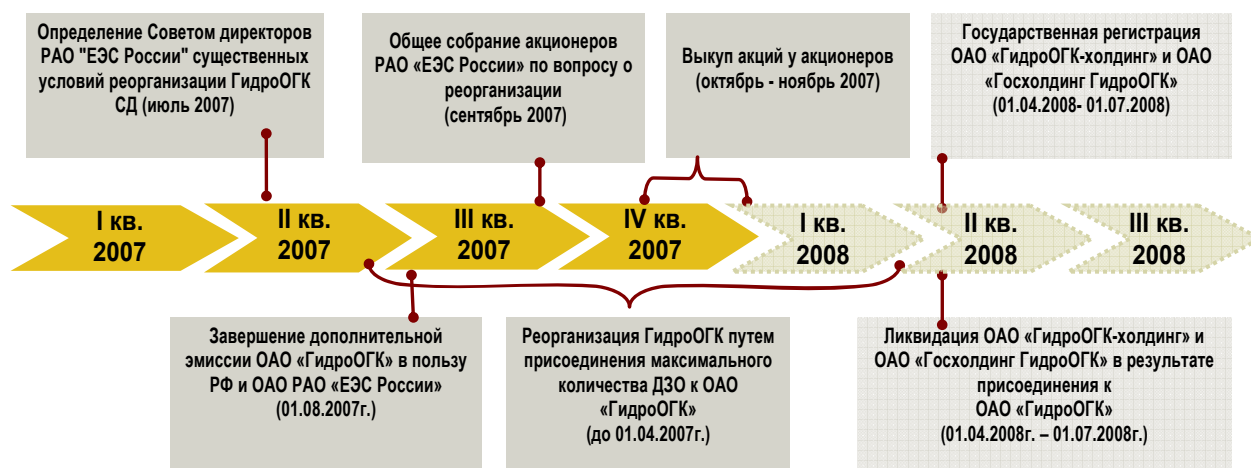 Определение Советом директоров
РАО "ЕЭС России" существенных
условий реорганизации ГидроОГК
СД (июль 2007)
Общее собрание акционеров
РАО «ЕЭС России» по вопросу о
реорганизации
(сентябрь 2007)
Выкуп акций у акционеров
(октябрь - ноябрь 2007)
Государственная регистрация
ОАО «ГидроОГК-холдинг» и ОАО
«Госхолдинг ГидроОГК»
(01.04.2008- 01.07.2008)
I кв.
2007
II кв.
2007
III кв.
2007
IV кв.
2007
I кв.
2008
II кв.
2008
III кв.
2008
Завершение дополнительной
эмиссии ОАО «ГидроОГК» в пользу
РФ и ОАО РАО «ЕЭС России»
(01.08.2007г.)
Реорганизация ГидроОГК путем
присоединения максимального
количества ДЗО к ОАО
«ГидроОГК»
(до 01.04.2007г.)
Ликвидация ОАО «ГидроОГК-холдинг» и
ОАО «Госхолдинг ГидроОГК» в результате
присоединения к
ОАО «ГидроОГК»
(01.04.2008г. – 01.07.2008г.)